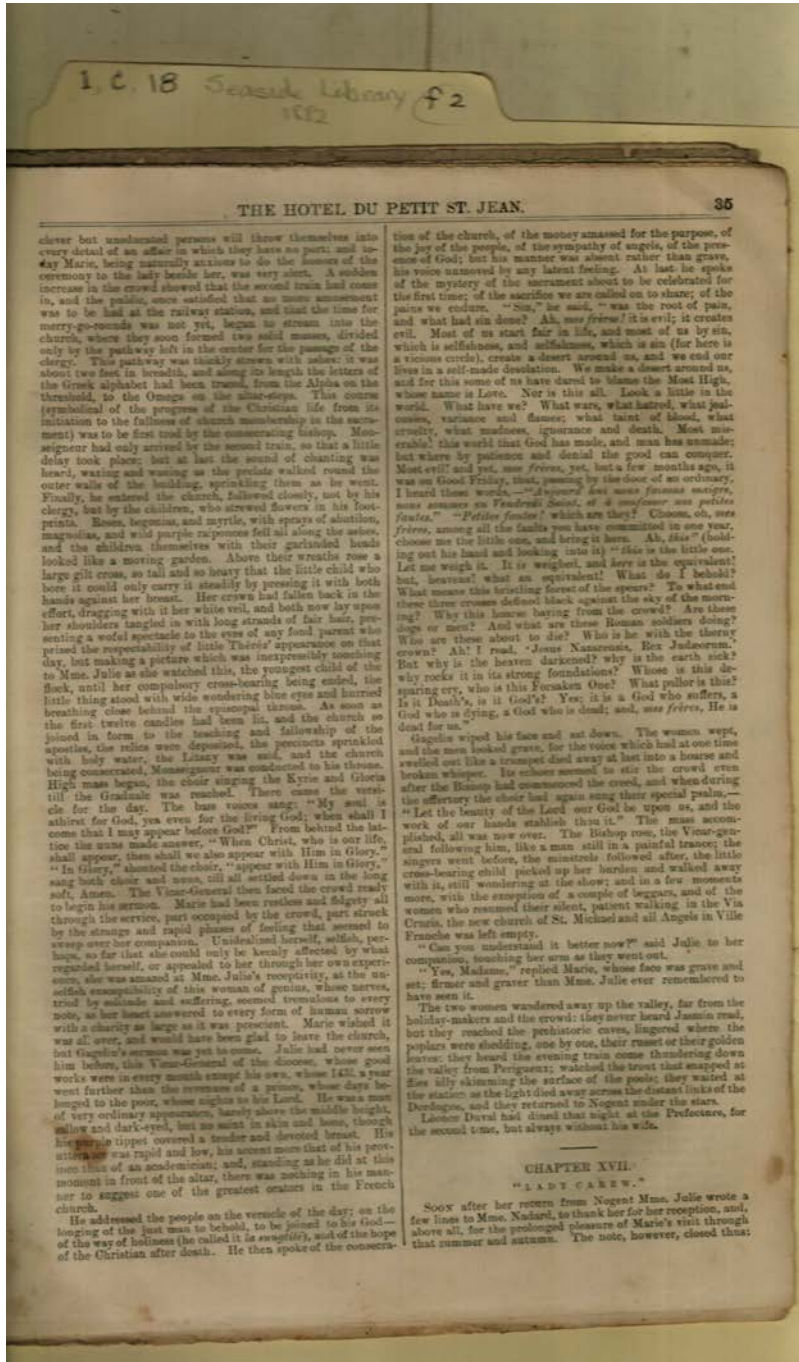 1, C, 18 Seaside Library f 2
1882
THE HOTEL DU PETIT ST. JEAN.
35
clever but uneducated persons will throw themselves into
every detail of an affair in which they have no part: and to-
day Marie, being naturally anxious to do the honors of the
ceremony to the lady beside her, was very alert. A sudden
increase in the crowd showed that the second train had come
in, and the public, once satisfied that no more amusement
was to be had at the railway station, and that the time for
merry-go-rounds was not yet, began to stream into the
church, where they soon formed two solid masses, divided
only by the pathway left in the center for the passage of the
clergy. This pathway was thickly strewn with ashes: it was
about two feet in breadth, and along its length the letters of
the Greek alphabet had been traced, from the Alpha on the
threshold, to the Omega on the altar-steps. This course
(symbolical of the progress of the Christian life from its
initiation to the fullness of church membership in the sacra-
ment) was to be first trod by the consecrating bishop. Mon-
seigneur had only arrived by the second train, so that a little
delay took place; but at last the sound of chanting was
heard, waxing and waning as the prelate walked round the
outer walls of the building, sprinkling them as he went.
Finally, he entered the church, followed closely, not by his
clergy, but by the children, who strewed flowers in his foot-
prints. Roses, begonias, and myrtle, with sprays of abutilon,
magnolias, and wild purple raiponces fell all along the ashes,
and the children themselves with their garlanded heads
looked like a moving garden. Above their wreaths rose a
large gilt cross, so tall and so heavy that the little child who
bore it could only carry it steadily by pressing it with both
hands against her breast. Her crown had fallen back in the
effort, dragging with it her white veil, and both now lay upon
her shoulders tangled in with long strands of fair hair, pre-
senting a woful spectacle to the eyes of any fond parent who
prized the respectability of little Thérèz' appearance on that
day, but making a picture which was inexpressibly touching
to Mme. Julie as she watched this, the youngest child of the
flock, until her compulsory cross-bearing being ended, the
little thing stood with wide wondering blue eyes and hurried
breathing close behind the episcopal throne. As soon as
the first twelve candles had been lit, and the church so
joined in form to the teaching and fellowship of the
apostles, the relics were deposited, the precincts sprinkled
with holy water, the Litany was said, and the church
being consecrated, Monseigneur was conducted to his throne.
High mass began, the choir singing the Kyrie and Gloria
till the Graduale was reached. There came the versi-
cle for the day. The bass voices sang: "My soul is
athirst for God, yea even for the living God; when shall I
come that I may appear before God?" From behind the lat-
tice the nuns made answer, "When Christ, who is our life,
shall appear, then shall we also appear with Him in Glory."
"In Glory," shouted the choir, "appear with Him in Glory,"
sang both choir and nuns, till all settled down in the long
soft, Amen. The Vicar-General then faced the crowd ready
to begin his sermon. Marie had been restless and fidgety all
through the service, part occupied by the crowd, part struck
by the strange and rapid phases of feeling that seemed to
sweep over her companion. Unidealized herself, selfish, per-
haps, so far that she could only be keenly affected by what
regarded herself, or appealed to her through her own experi-
ence, she was amazed at Mme. Julie's receptivity, at the un-
selfish susceptibility of this woman of genius, whose nerves,
tried by solitude and suffering, seemed tremulous to every
note, as her heart answered to every form of human sorrow
with a charity as large as it was prescient. Marie wished it
was all over, and would have been glad to leave the church,
but Gagelin's sermon was yet to come. Julie had never seen
him before, this Vicar-General of the diocese, whose good
works were in every mouth except his own, whose a year
went further than the revenues of a prince, whose days be-
longed to the poor, whose nights to his Lord. He was a man
of very ordinary appearance, barely above the middle height,
sallow and dark-eyed, but no saint in skin and bone, though
his purple tippet covered a tender and devoted breast. His
utterance was rapid and low, his accent more that of his prov-
ince than of an academician; and, standing as he did at this
moment in front of the altar, there was nothing in his man-
ner to suggest one of the greatest orators in the French
church.
He addressed the people on the versicle of the day; on the
longing of the just man to behold, to be joined to his God—
of the way of holiness (he called it la), and of the hope
of the Christian after death. He then spoke of the consecra-
tion of the church, of the money amassed for the purpose, of
the joy of the people, of the sympathy of angels, of the pres-
ence of God; but his manner was absent rather than grave,
his voice unmoved by any latent feeling. At last he spoke
of the mystery of the sacrament about to be celebrated for
the first time; of the sacrifice we are called on to share; of the
pains we endure. "Sin," he said, "was the root of pain,
and what had sin done? Ah, mes frères! it is evil; it creates
evil. Most of us start fair in life, and most of us by sin,
which is selfishness, and selfishness, which is sin (for here is
a vicious circle), create a desert around us, and we end our
lives in a self-made desolation. We make a desert around us,
and for this some of us have dared to blame the Most High,
whose name is Love. Nor is this all. Look a little in the
world. What have we? What wars, what hatred, what jeal-
ousies, variance and flames; what taint of blood, what
cruelty, what madness, ignorance and death. Most mis-
erable! this world that God has made, and man has unmade;
but where by patience and denial the good can conquer.
Most evil! and yet, mes frères, yet, but a few months ago, it
was on Good Friday, that, passing by the door of an ordinary,
I heard these words,—"Aujourd'hui nous faisons maigre,
nous sommes au Vendredi Saint, et à confesser nos petites
fautes." "Petites fautes! which are they? Choose, oh, mes
frères, among all the faults you have committed in one year,
choose me the little one, and bring it here. Ah, this" (hold-
ing out his hand and looking into it) "this is the little one.
Let me weigh it. It is weighed, and here is the equivalent!
but, heavens! what an equivalent! What do I behold?
What means this bristling forest of the spears? To what end
these three crosses defined black against the sky of the morn-
ing? Why this hoarse baying from the crowd? Are these
dogs or men? And what are these Roman soldiers doing?
Who are these about to die? Who is he with the thorny
crown? Ah! I read, 'Jesus Nazarensis, Rex Judæorum.'
But why is the heaven darkened? why is the earth sick?
why rocks it in its strong foundations? Whose is this de-
sparing cry, who is this Forsaken One? What pallor is this?
Is it Death's, is it God's? Yes; it is a God who suffers, a
God who is dying, a God who is dead; and, mes frères, He is
dead for us."
Gagelin wiped his face and sat down. The women wept,
and the men looked grave, for the voice which had at one time
swelled out like a trumpet died away at last into a hoarse and
broken whisper. Its echoes seemed to stir the crowd even
after the Bishop had commenced the creed, and when during
the offertory the choir had again sung their special psalm,—
"Let the beauty of the Lord our God be upon us, and the
work of our hands stablish thou it." The mass accom-
plished, all was now over. The Bishop rose, the Vicar-gen-
eral following him, like a man still in a painful trance; the
singers went before, the minstrels followed after, the little
cross-bearing child picked up her burden and walked away
with it, still wondering at the show; and in a few moments
more, with the exception of a couple of beggars, and of the
women who resumed their silent, patient walking in the Via
Crucis, the new church of St. Michael and all Angels in Ville
Franche was left empty.
"Can you understand it better now?" said Julie to her
companion, touching her arm as they went out.
"Yes, Madame," replied Marie, whose face was grave and
set; firmer and graver than Mme. Julie ever remembered to
have seen it.
The two women wandered away up the valley, far from the
holiday-makers and the crowd: they never heard Jasmin read,
but they reached the prehistoric caves, lingered where the
poplars were shedding, one by one, their russet or their golden
leaves: they heard the evening train come thundering down
the valley from Perigueux; watched the trout that snapped at
flies idly skimming the surface of the pools; they waited at
the station as the light died away across the distant links of the
Dordogne, and they returned to Nogent under the stars.
Léonce Duval had dined that night at the Prefecture, for
the second time, but always without his wife.
CHAPTER XVII.
"LADY CAREW."
SOON after her return from Nogent Mme. Julie wrote a
few lines to Mme. Nadard, to thank her for her reception, and,
above all, for the prolonged pleasure of Marie's visit through
that summer and autumn. The note, however, closed thus: